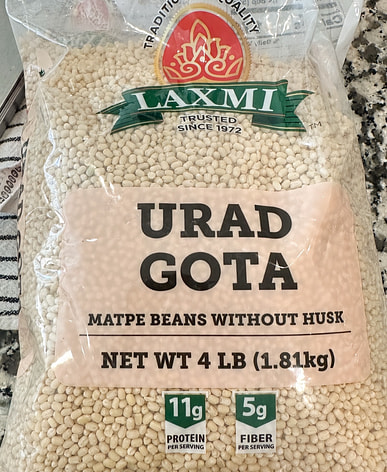 TRADITION
QUALITY
LAXMI
TRUSTED
SINCE 1972
TM
URAD
GOTA
MATPE BEANS WITHOUT HUSK
NET WT 4 LB (1.81kg)
11g
PROTEIN
PER SERVING
5g
FIBER
PER SERVING